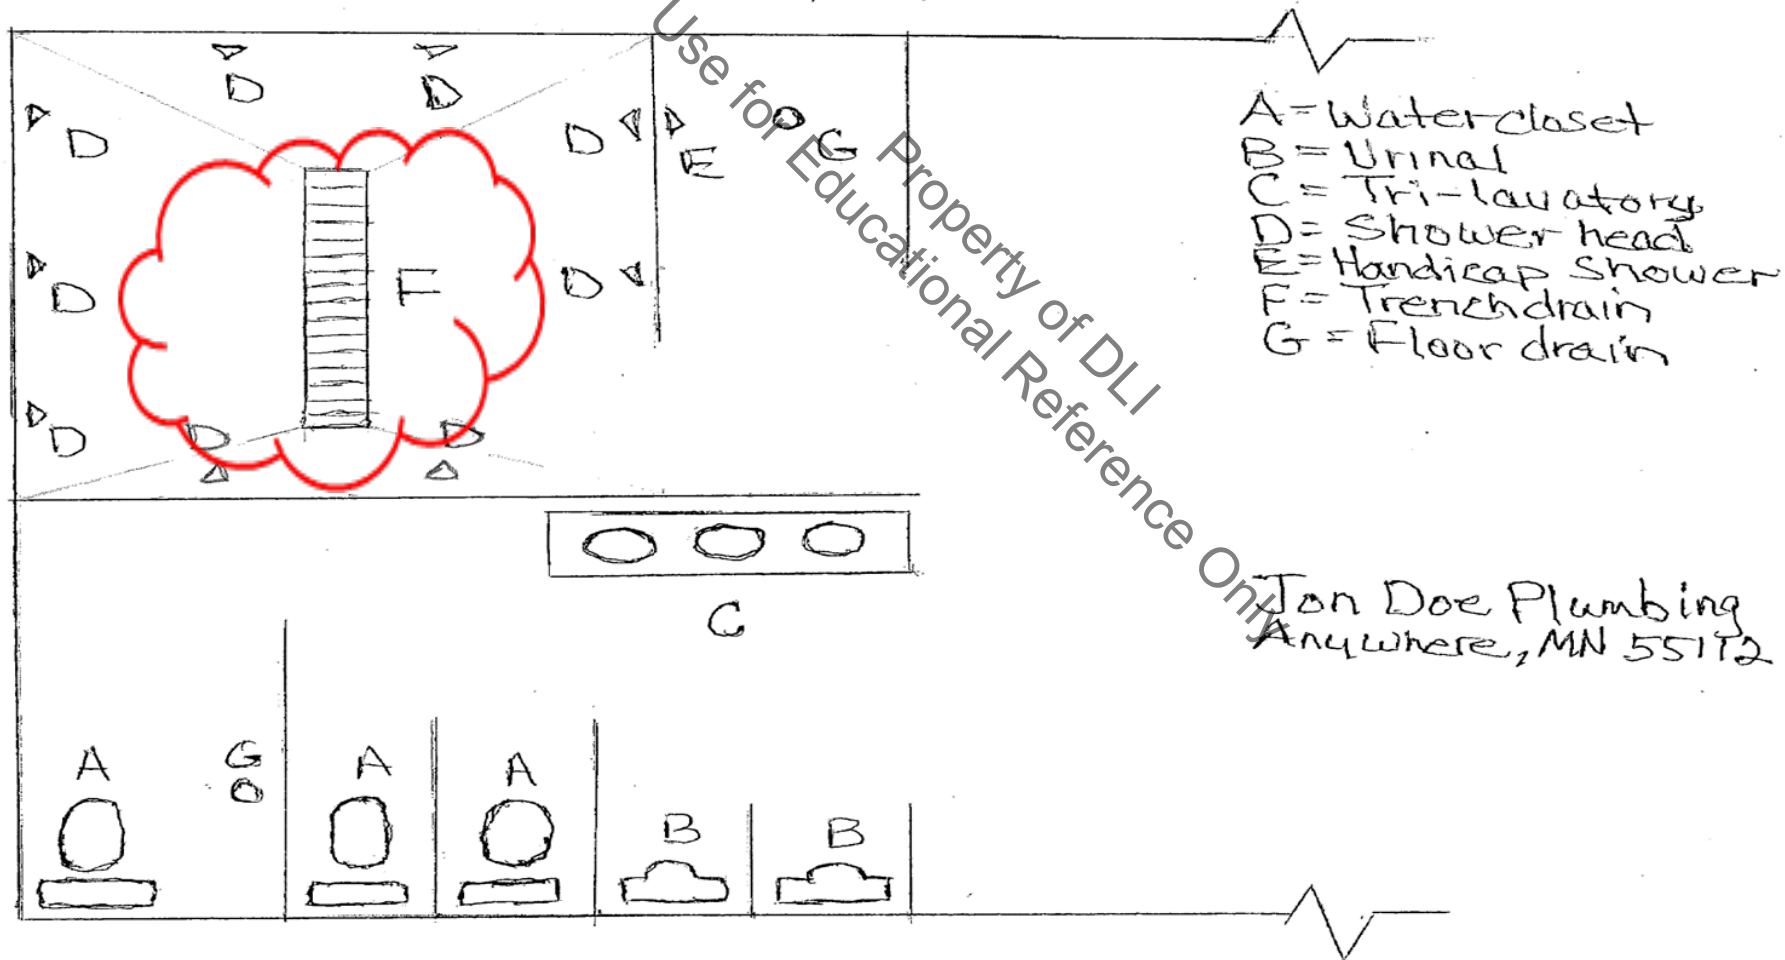 D
D
D
D
D
D
D
D
D
D
F
E
G
A = Watercloset
B = Urinal
C = Tri-lavatory
D = Shower head
E = Handicap Shower
F = Trenchdrain
G = Floor drain
Property of DLI
Use for Educational Reference Only
C
Jon Doe Plumbing
Anywhere, MN 55112
A
G
A
A
B
B